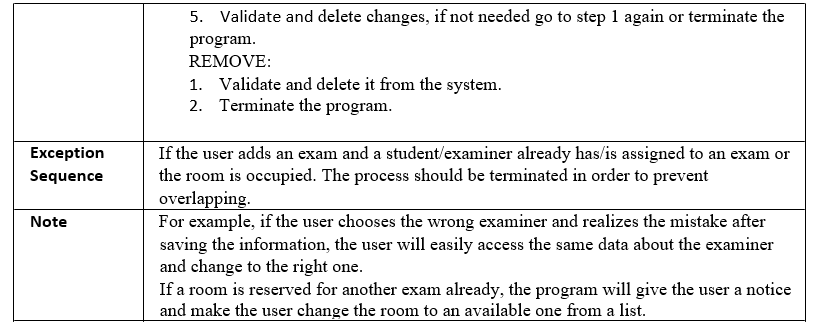 5. Validate and delete changes, if not needed go to step 1 again or terminate the
program.
REMOVE:
1. Validate and delete it from the system.
2. Terminate the program.
Exception
Sequence
If the user adds an exam and a student/examiner already has/is assigned to an exam or
the room is occupied. The process should be terminated in order to prevent
overlapping.
Note
For example, if the user chooses the wrong examiner and realizes the mistake after
saving the information, the user will easily access the same data about the examiner
and change to the right one.
If a room is reserved for another exam already, the program will give the user a notice
and make the user change the room to an available one from a list.